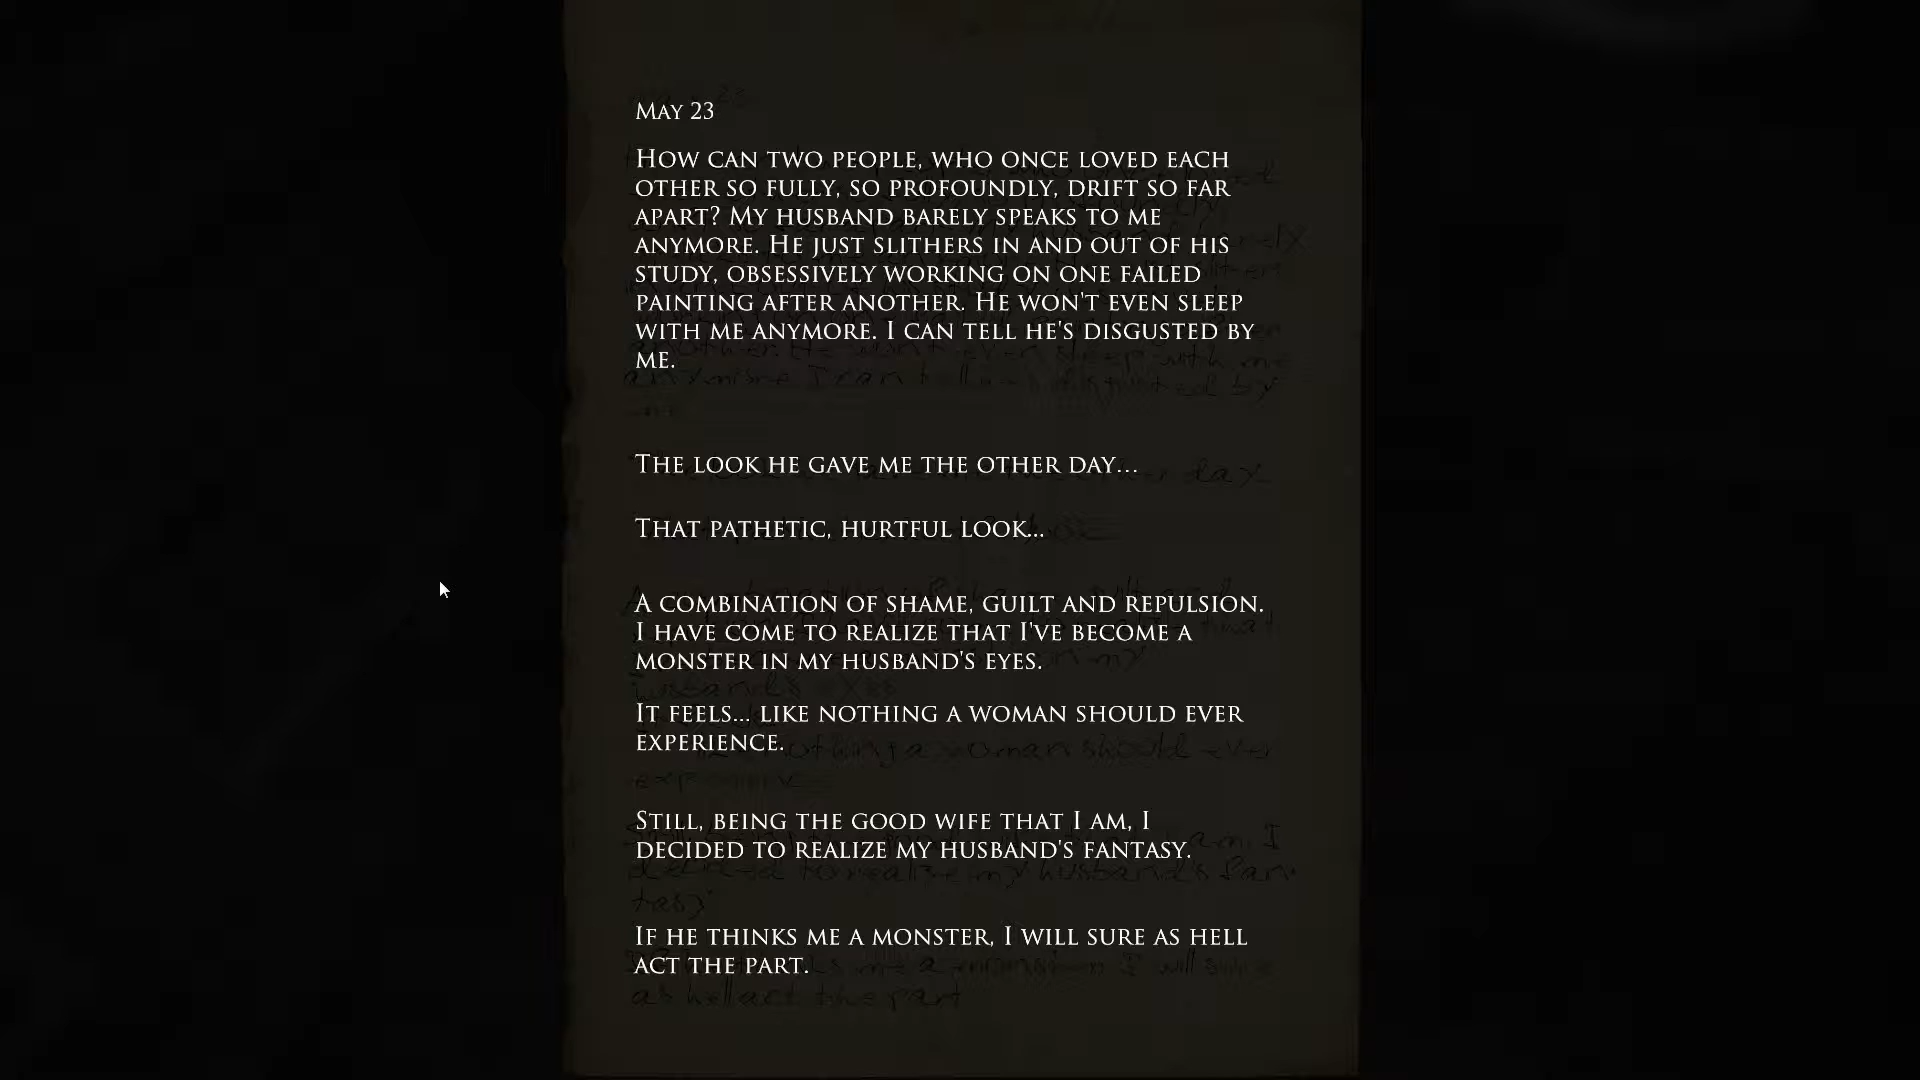 May 23
How can two people, who once loved each
other so fully, so profoundly, drift so far
apart? My husband barely speaks to me
anymore. He just slithers in and out of his
study, obsessively working on one failed
painting after another. He won't even sleep
with me anymore. I can tell he's disgusted by
me.
The look he gave me the other day...
That pathetic, hurtful look...
A combination of shame, guilt and repulsion.
I have come to realize that I've become a
monster in my husband's eyes.
It feels... like nothing a woman should ever
experience.
Still, being the good wife that I am, I
decided to realize my husband's fantasy.
If he thinks me a monster, I will sure as hell
act the part.